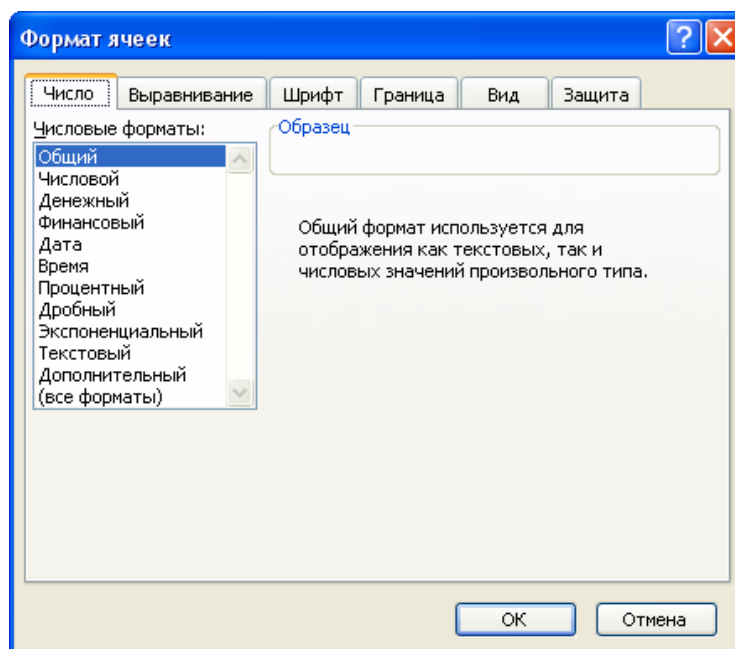 Формат ячеек
?
Число Выравнивание Шрифт Граница Вид Защита
Числовые форматы:
Общий
Числовой
Денежный
Финансовый
Дата
Время
Процентный
Дробный
Экспоненциальный
Текстовый
Дополнительный
(все форматы)
Образец
Общий формат используется для
отображения как текстовых, так и
числовых значений произвольного типа.
ОК Отмена